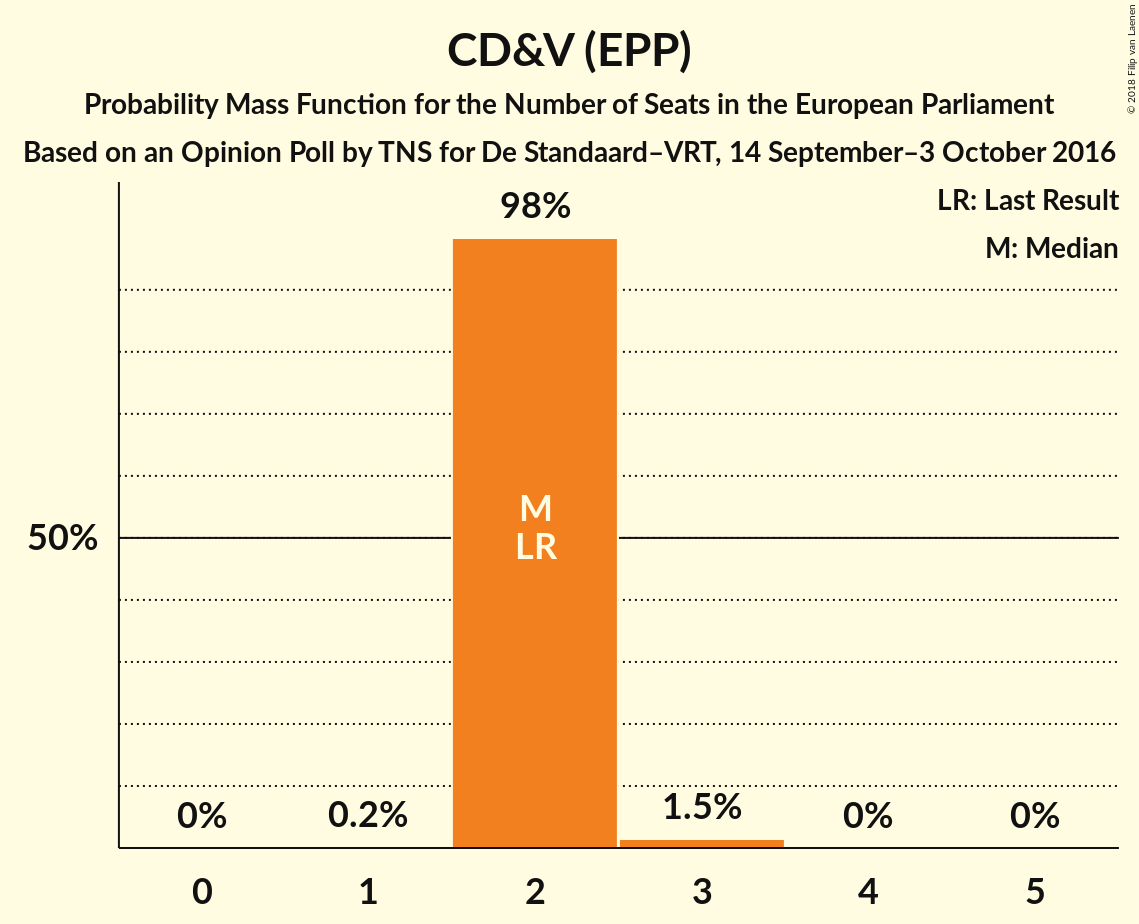 CD&V (EPP)
Probability Mass Function for the Number of Seats in the European Parliament
Based on an Opinion Poll by TNS for De Standaard–VRT, 14 September–3 October 2016
© 2018 Filip van Laenen
LR: Last Result
M: Median
98%
50%
M
LR
0%
0.2%
1.5%
0%
0%
0
1
2
3
4
5